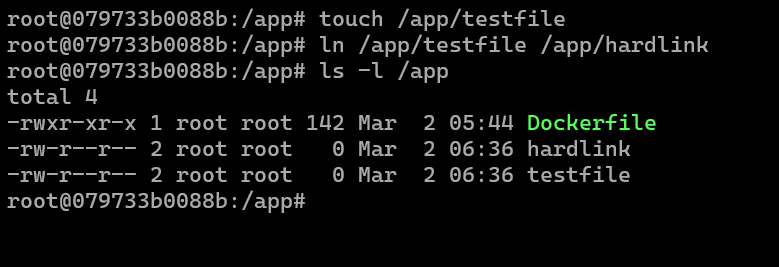 root@079733b0088b:/app# touch /app/testfile
root@079733b0088b:/app# ln /app/testfile /app/hardlink
root@079733b0088b:/app# ls -l /app
total 4
-rwxr-xr-x 1 root root 142 Mar  2 05:44 Dockerfile
-rw-r--r-- 2 root root   0 Mar  2 06:36 hardlink
-rw-r--r-- 2 root root   0 Mar  2 06:36 testfile
root@079733b0088b:/app#